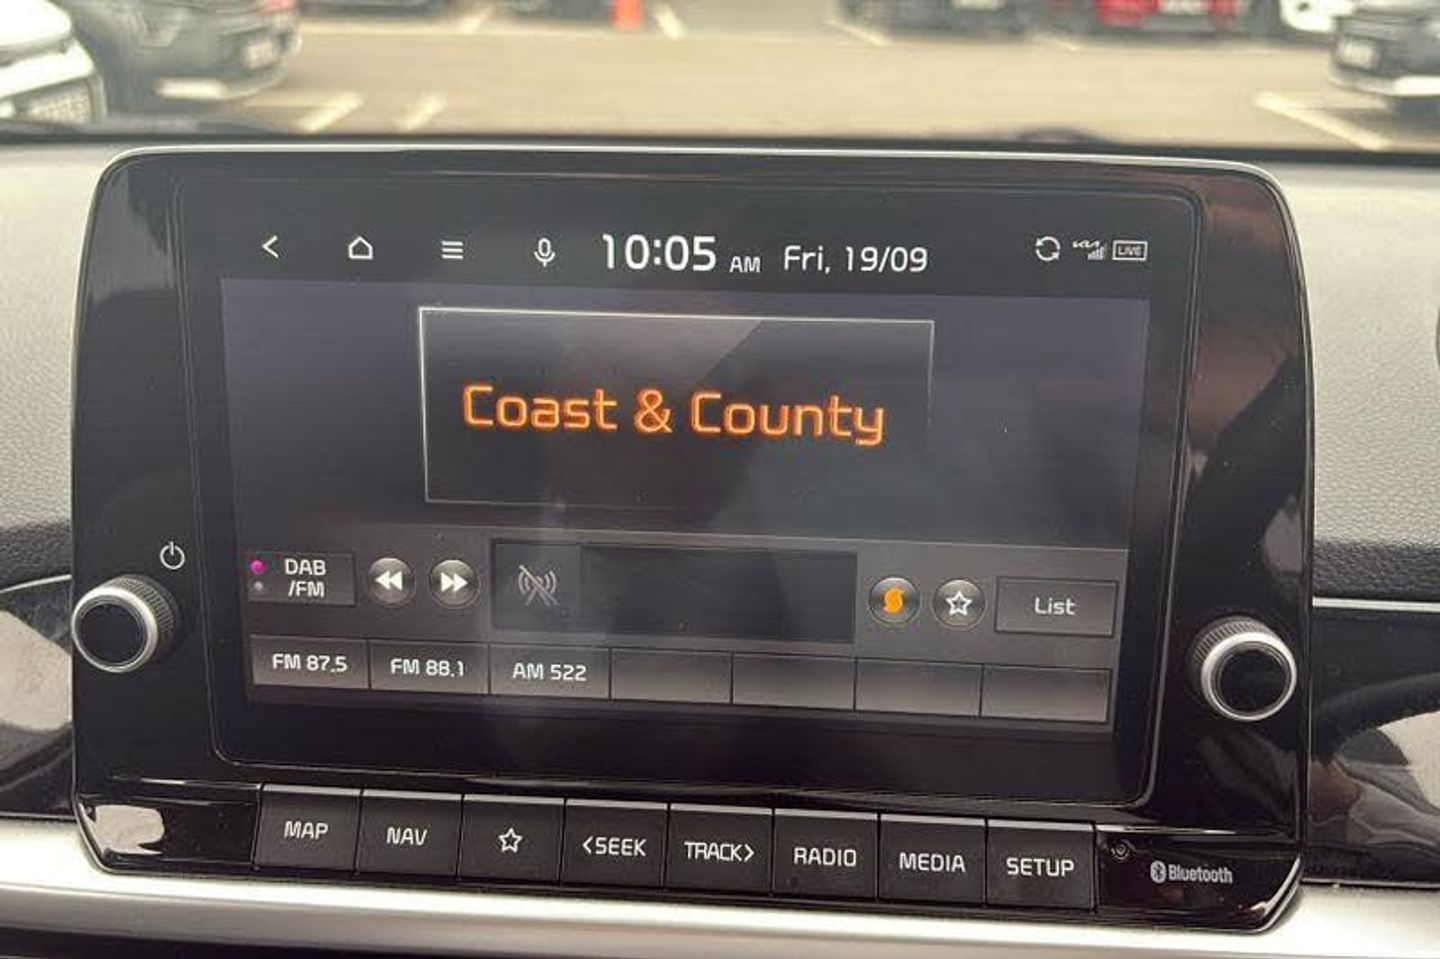 10:05 AM Fri, 19/09
KIA LIVE
Coast & County
DAB
/FM
List
FM 87.5 FM 88.1 AM 522
MAP NAV <SEEK TRACK> RADIO MEDIA SETUP
Bluetooth